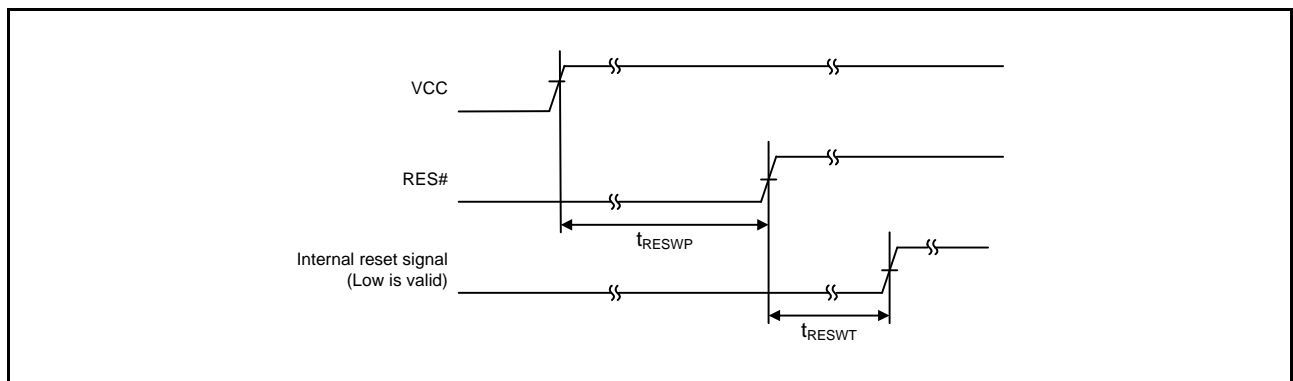 VCC
RES#
tRESWP
Internal reset signal
(Low is valid)
tRESWT